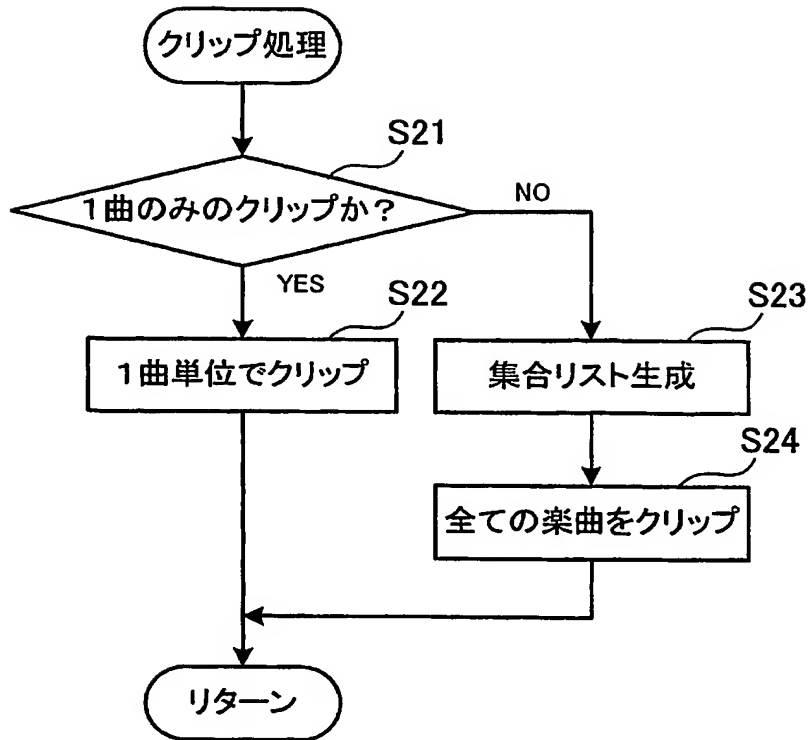 クリップ処理
S21
1曲のみのクリップか？
NO
YES
S22
1曲単位でクリップ
S23
集合リスト生成
S24
全ての楽曲をクリップ
リターン